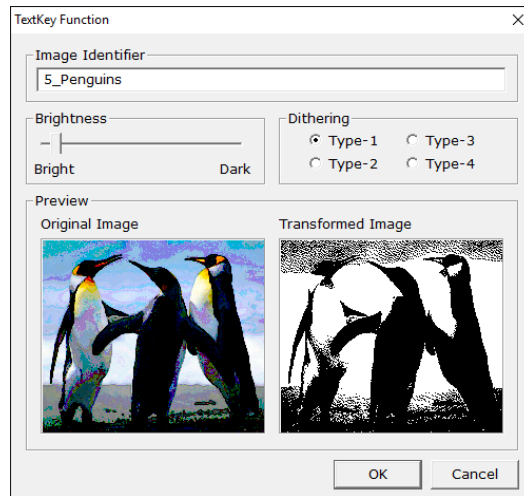 TextKey Function
Image Identifier
5_Penguins
Brightness
Bright Dark
Dithering
Type-1 Type-3
Type-2 Type-4
Preview
Original Image Transformed Image
OK Cancel